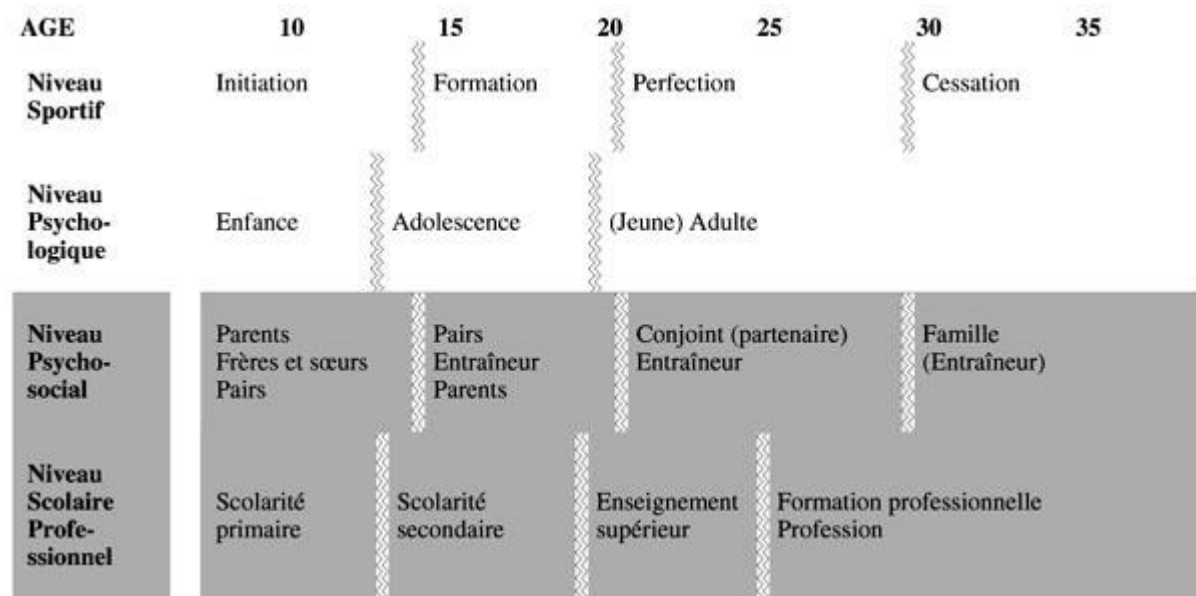 AGE 10 15 20 25 30 35
Niveau
Sportif
Initiation
Formation
Perfection
Cessation
Niveau
Psycho-
logique
Enfance
Adolescence
(Jeune) Adulte
Niveau
Psycho-
social
Parents
Frères et sœurs
Pairs
Pairs
Entraîneur
Parents
Conjoint (partenaire)
Entraîneur
Famille
(Entraîneur)
Niveau
Scolaire
Profe-
ssionnel
Scolarité
primaire
Scolarité
secondaire
Enseignement
supérieur
Formation professionnelle
Profession